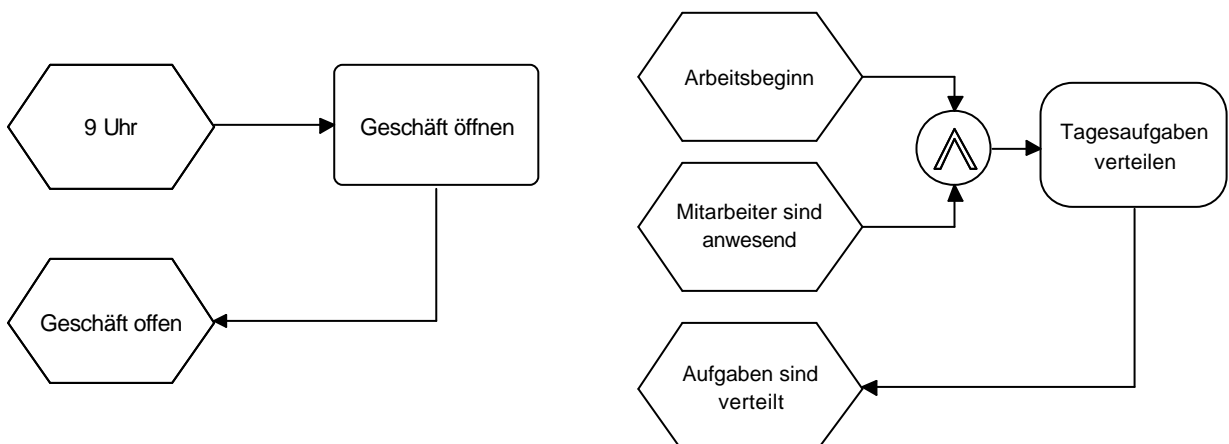 9 Uhr
Geschäft öffnen
Geschäft offen
Arbeitsbeginn
Mitarbeiter sind
anwesend
Tagesaufgaben
verteilen
Aufgaben sind
verteilt